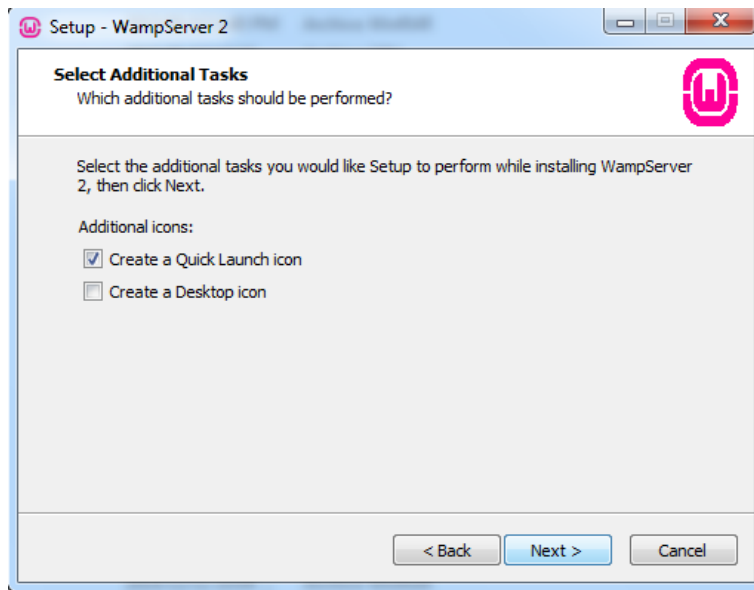 Setup - WampServer 2
Select Additional Tasks
Which additional tasks should be performed?
Select the additional tasks you would like Setup to perform while installing WampServer
2, then click Next.
Additional icons:
Create a Quick Launch icon
Create a Desktop icon
< Back
Next >
Cancel